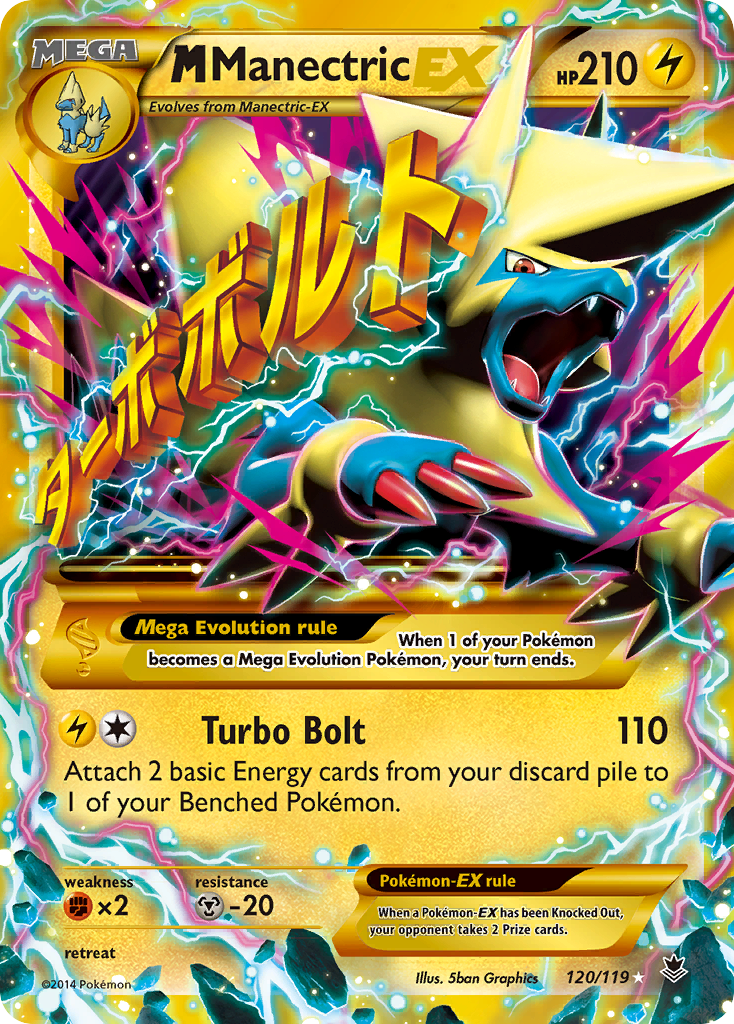 MEGA
M Manectric EX
HP210
Evolves from Manectric-EX
ターボボルト
Mega Evolution rule
When 1 of your Pokémon
becomes a Mega Evolution Pokémon, your turn ends.
Turbo Bolt 110
Attach 2 basic Energy cards from your discard pile to
1 of your Benched Pokémon.
weakness resistance
×2 -20
Pokémon-EX rule
When a Pokémon-EX has been Knocked Out,
your opponent takes 2 Prize cards.
retreat
©2014 Pokémon
Illus. 5ban Graphics 120/119 ★